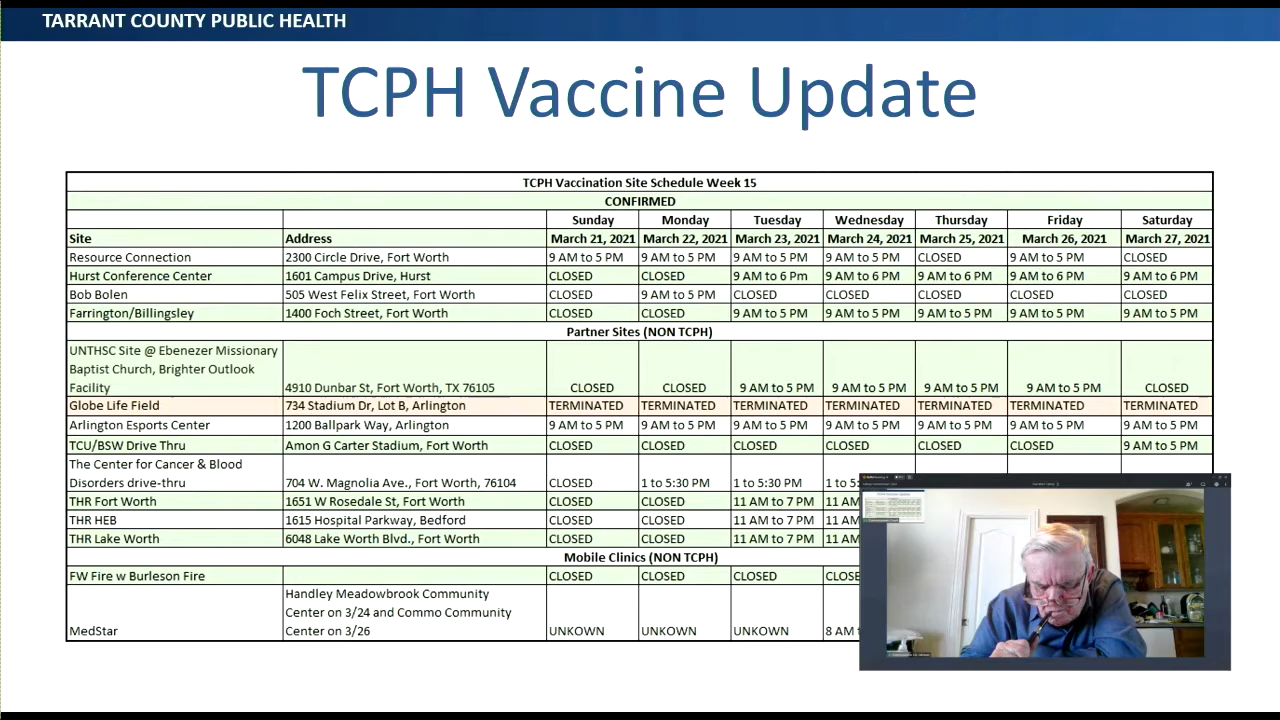 TARRANT COUNTY PUBLIC HEALTH
TCPH Vaccine Update
TCPH Vaccination Site Schedule Week 15
CONFIRMED
Sunday Monday Tuesday Wednesday Thursday Friday Saturday
Site Address March 21, 2021 March 22, 2021 March 23, 2021 March 24, 2021 March 25, 2021 March 26, 2021 March 27, 2021
Resource Connection 2300 Circle Drive, Fort Worth 9 AM to 5 PM 9 AM to 5 PM 9 AM to 5 PM 9 AM to 5 PM CLOSED 9 AM to 5 PM CLOSED
Hurst Conference Center 1601 Campus Drive, Hurst CLOSED CLOSED 9 AM to 6 Pm 9 AM to 6 PM 9 AM to 6 PM 9 AM to 6 PM 9 AM to 6 PM
Bob Bolen 505 West Felix Street, Fort Worth CLOSED 9 AM to 5 PM CLOSED CLOSED CLOSED CLOSED CLOSED
Farrington/Billingsley 1400 Foch Street, Fort Worth CLOSED CLOSED 9 AM to 5 PM 9 AM to 5 PM 9 AM to 5 PM 9 AM to 5 PM 9 AM to 5 PM
Partner Sites (NON TCPH)
UNTHSC Site @ Ebenezer Missionary
Baptist Church, Brighter Outlook
Facility 4910 Dunbar St, Fort Worth, TX 76105 CLOSED CLOSED 9 AM to 5 PM 9 AM to 5 PM 9 AM to 5 PM 9 AM to 5 PM CLOSED
Globe Life Field 734 Stadium Dr, Lot B, Arlington TERMINATED TERMINATED TERMINATED TERMINATED TERMINATED TERMINATED TERMINATED
Arlington Esports Center 1200 Ballpark Way, Arlington 9 AM to 5 PM 9 AM to 5 PM 9 AM to 5 PM 9 AM to 5 PM 9 AM to 5 PM 9 AM to 5 PM 9 AM to 5 PM
TCU/BSW Drive Thru Amon G Carter Stadium, Fort Worth CLOSED CLOSED CLOSED CLOSED CLOSED CLOSED 9 AM to 5 PM
The Center for Cancer & Blood
Disorders drive-thru 704 W. Magnolia Ave., Fort Worth, 76104 CLOSED 1 to 5:30 PM 1 to 5:30 PM 1 to 5
THR Fort Worth 1651 W Rosedale St, Fort Worth CLOSED CLOSED 11 AM to 7 PM 11 AM
THR HEB 1615 Hospital Parkway, Bedford CLOSED CLOSED 11 AM to 7 PM 11 AM
THR Lake Worth 6048 Lake Worth Blvd., Fort Worth CLOSED CLOSED 11 AM to 7 PM 11 AM
Mobile Clinics (NON TCPH)
FW Fire w Burleson Fire CLOSED CLOSED CLOSED CLOSE
Handley Meadowbrook Community
Center on 3/24 and Commo Community
MedStar Center on 3/26 UNKOWN UNKOWN UNKOWN 8 AM